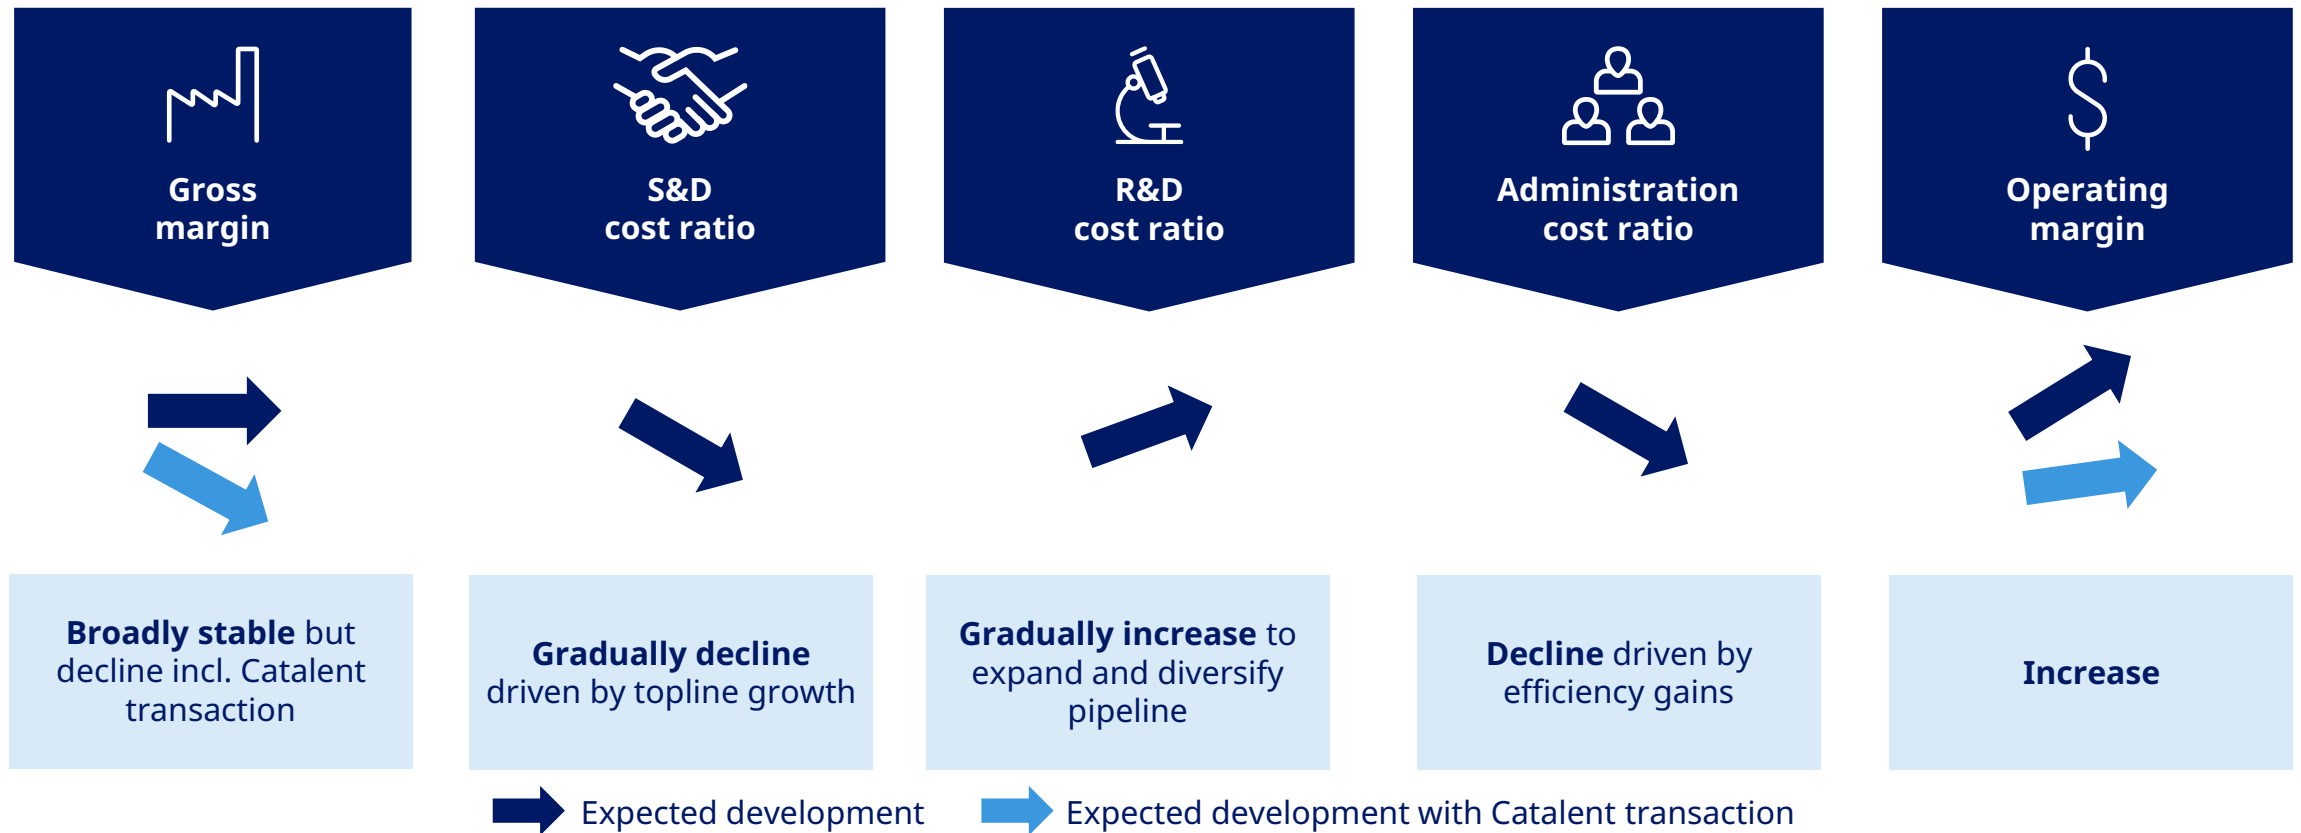 Gross
margin
S&D
cost ratio
R&D
cost ratio
Administration
cost ratio
Operating
margin
Broadly stable but
decline incl. Catalent
transaction
Gradually decline
driven by topline growth
Gradually increase to
expand and diversify
pipeline
Decline driven by
efficiency gains
Increase
Expected development
Expected development with Catalent transaction